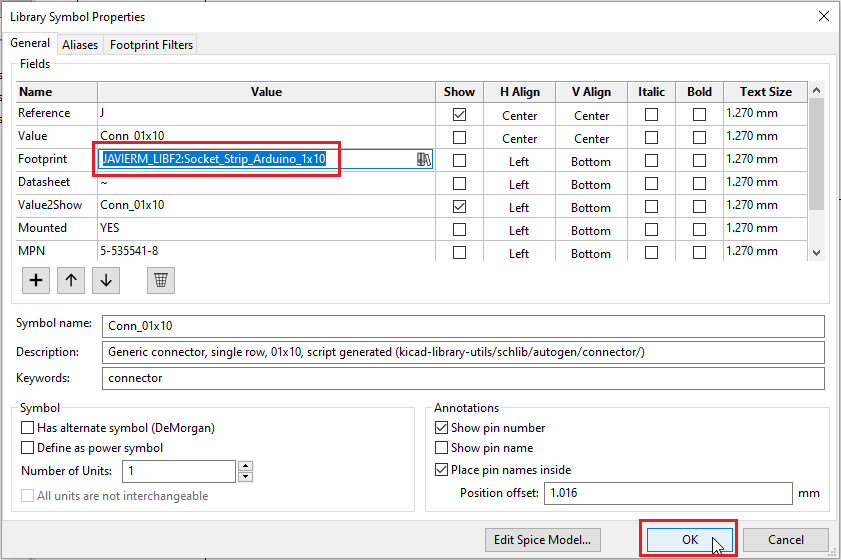 Library Symbol Properties
General Aliases Footprint Filters
Fields
Name Value Show H Align V Align Italic Bold Text Size
Reference J Center Center 1.270 mm
Value Conn_01x10 Center Center 1.270 mm
Footprint JAVIERM_LIBF2:Socket_Strip_Arduino_1x10 Left Bottom 1.270 mm
Datasheet ~ Left Bottom 1.270 mm
Value2Show Conn_01x10 Left Bottom 1.270 mm
Mounted YES Left Bottom 1.270 mm
MPN 5-535541-8 Left Bottom 1.270 mm
Symbol name: Conn_01x10
Description: Generic connector, single row, 01x10, script generated (kicad-library-utils/schlib/autogen/connector/)
Keywords: connector
Symbol
Has alternate symbol (DeMorgan)
Define as power symbol
Number of Units: 1
All units are not interchangeable
Annotations
Show pin number
Show pin name
Place pin names inside
Position offset: 1.016 mm
Edit Spice Model... OK Cancel